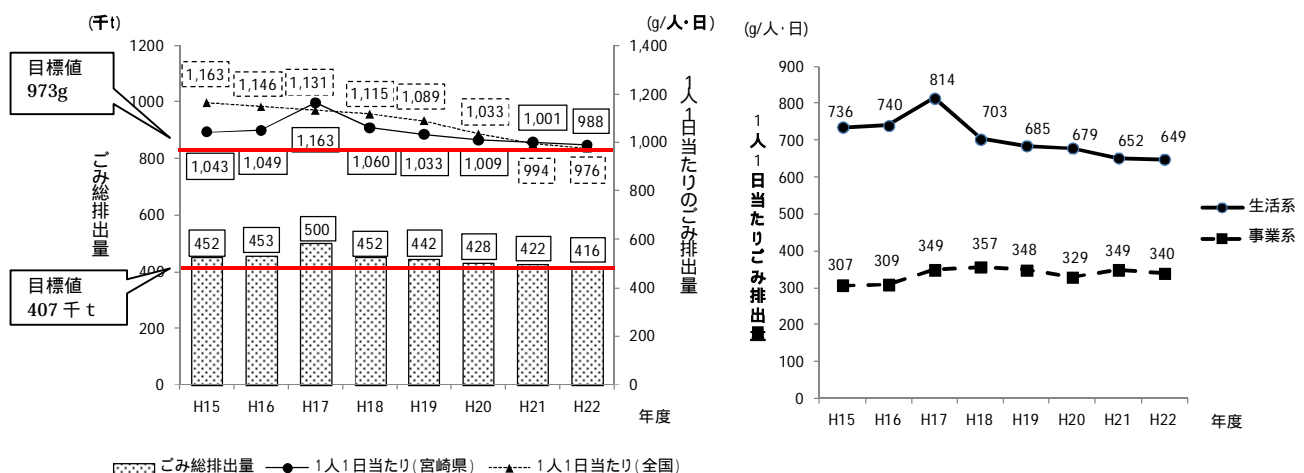 (千t)
(g/人・日)
目標値
973g
目標値
407 千 t
ごみ総排出量
1200
1000
800
600
400
200
0
1,163
1,146
1,131
1,115
1,089
1,033
1,001
988
1,043
1,049
1,163
1,060
1,033
1,009
994
976
452
453
500
452
442
428
422
416
1,400
1,200
1,000
800
600
400
200
0
1人1日当たりのごみ排出量
H15 H16 H17 H18 H19 H20 H21 H22
年度
ごみ総排出量 1人1日当たり(宮崎県) 1人1日当たり(全国)
(g/人・日)
1人1日当たりごみ排出量
900
800
700
600
500
400
300
200
100
0
736 740 814 703 685 679 652 649
307 309 349 357 348 329 349 340
H15 H16 H17 H18 H19 H20 H21 H22
年度
生活系
事業系